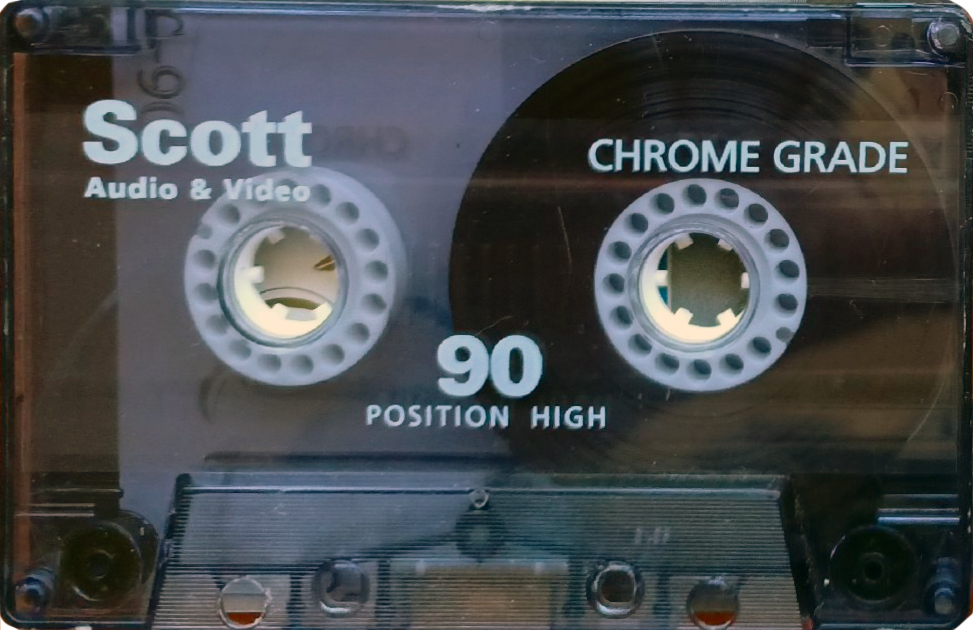 Scott
Audio & Video
CHROME GRADE
90
POSITION HIGH